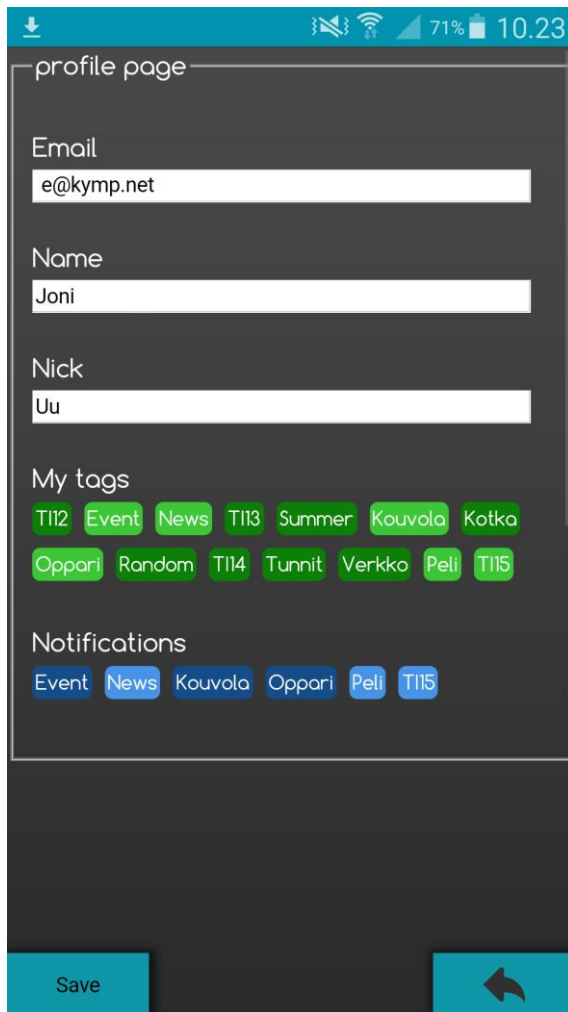 71% 10.23
profile page
Email
e@kymp.net
Name
Joni
Nick
Uu
My tags
TI12 Event News TI13 Summer Kouvola Kotka
Oppari Random TI14 Tunnit Verkko Peli TI15
Notifications
Event News Kouvola Oppari Peli TI15
Save